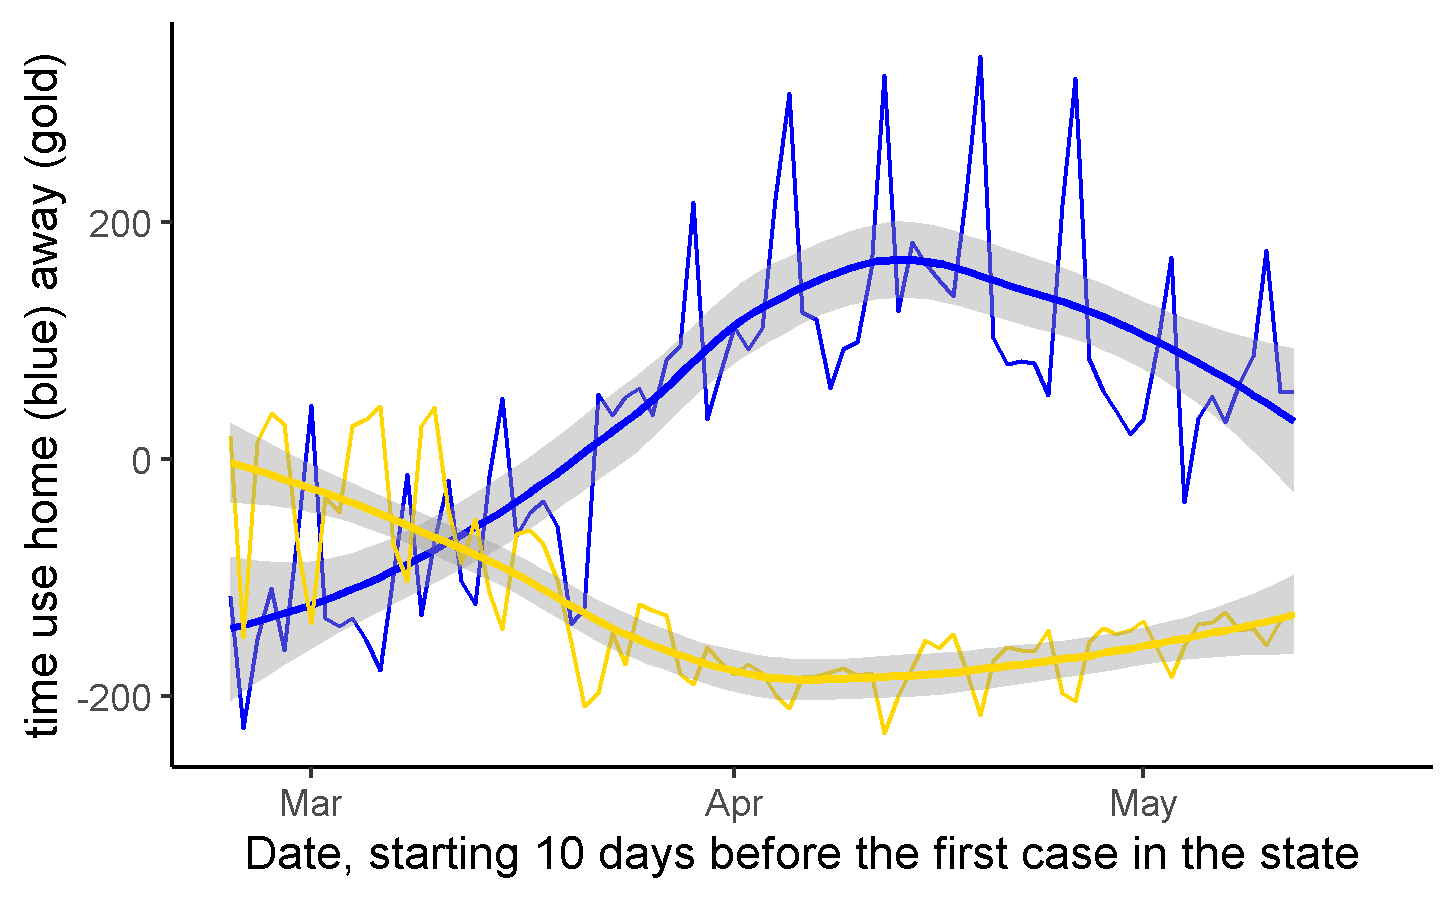 time use home (blue) away (gold)
200
0
-200
Mar
Apr
May
Date, starting 10 days before the first case in the state